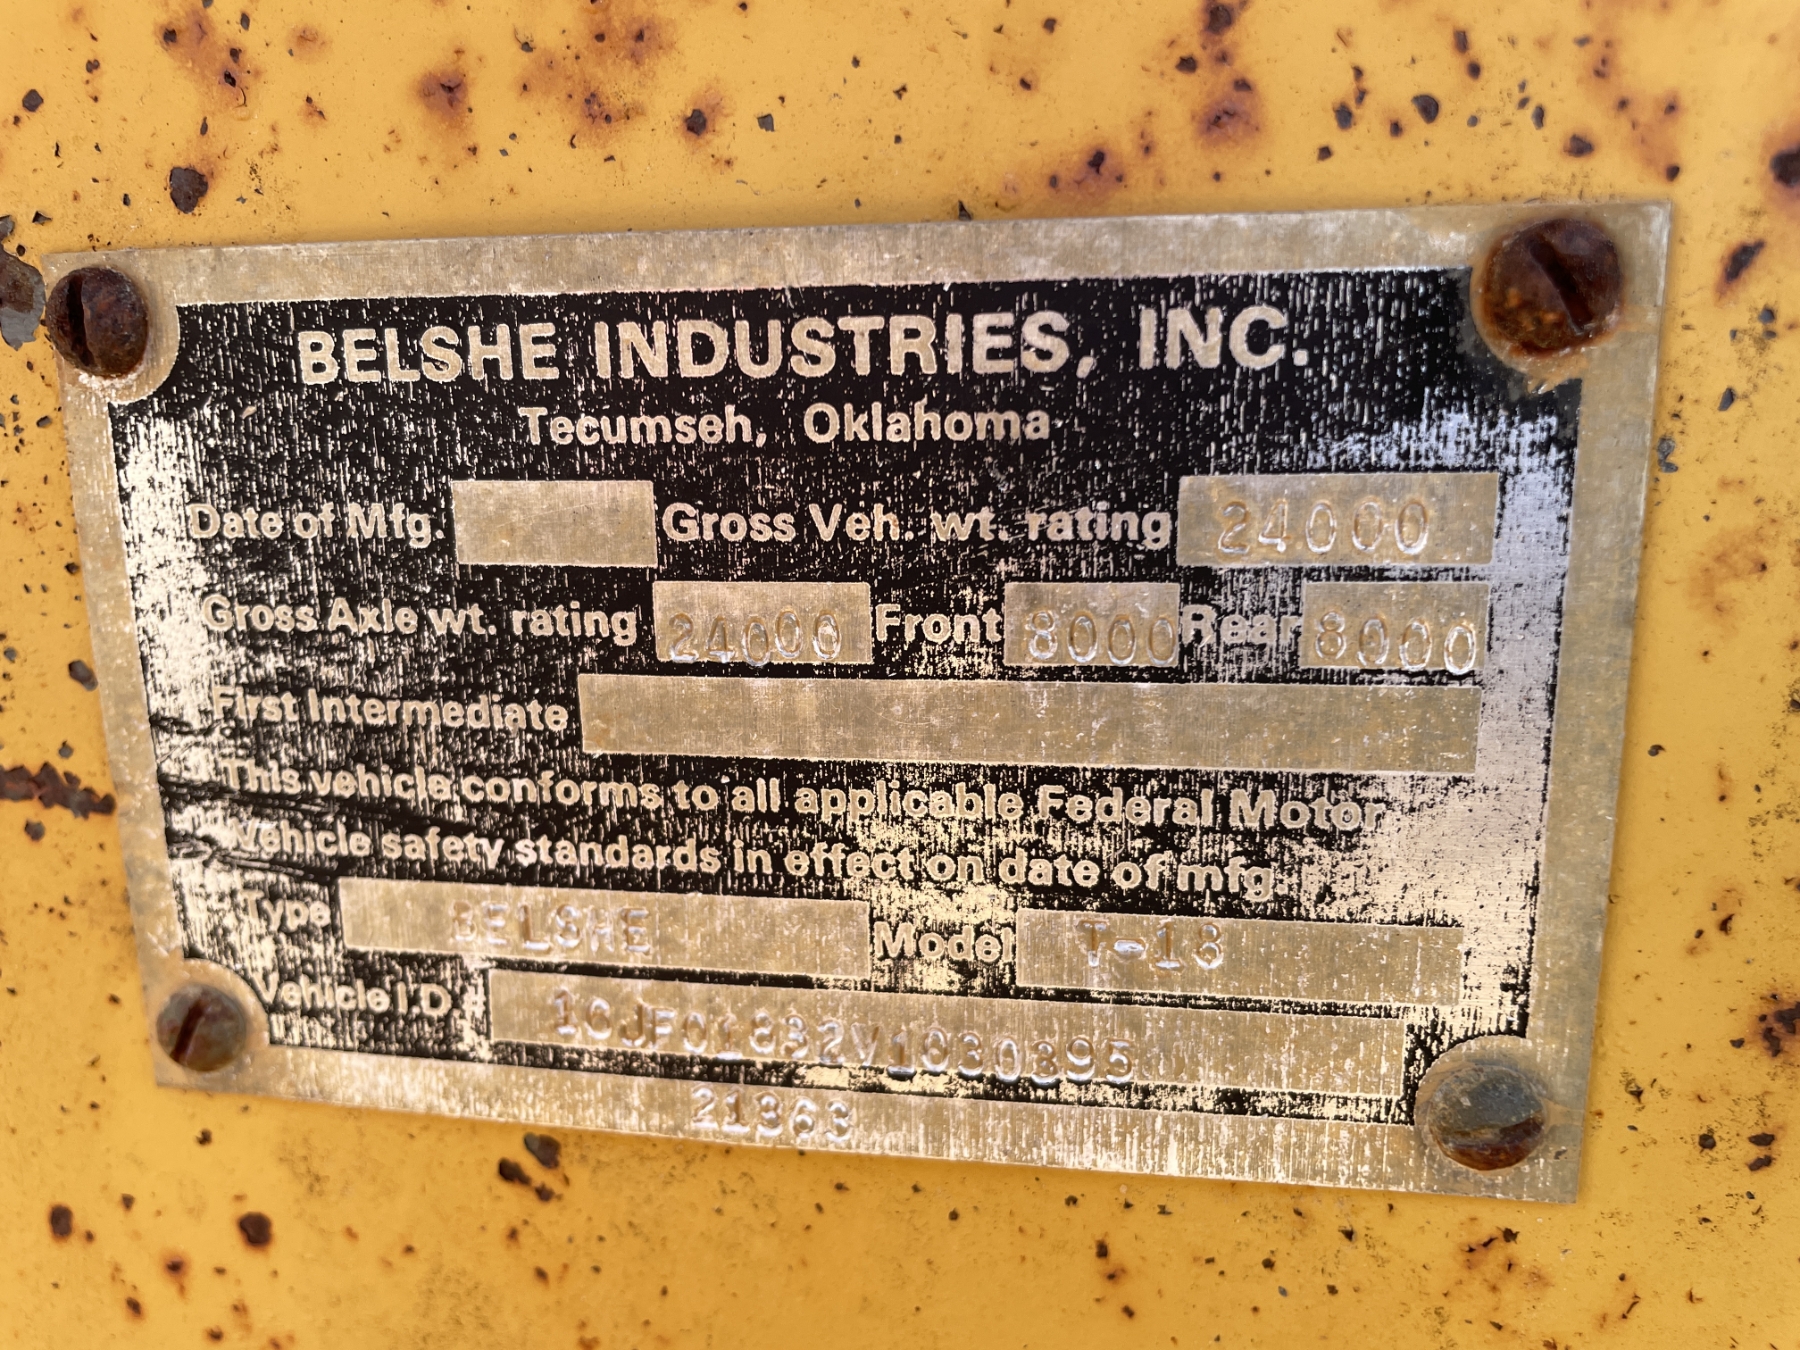 BELSHE INDUSTRIES, INC.
Tecumseh, Oklahoma
Date of Mfg. Gross Veh. wt. rating 24000
Gross Axle wt. rating 24000 Front 8000 Rear 8000
First Intermediate
This vehicle conforms to all applicable Federal Motor
Vehicle safety standards in effect on date of mfg.
Type BELSHE Model T-18
Vehicle I.D.#
21363